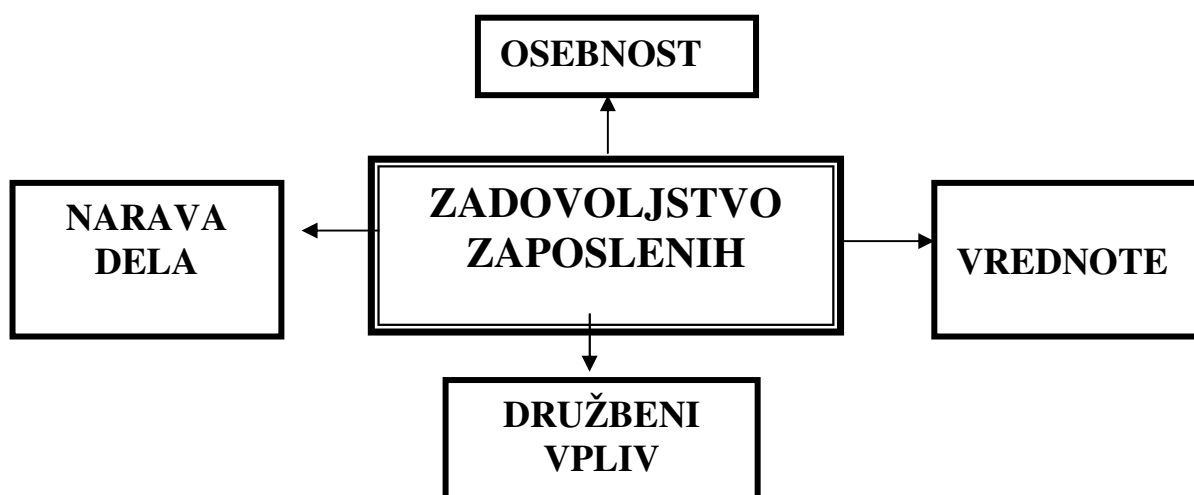 OSEBNOST
NARAVA
DELA
ZADOVOLJSTVO
ZAPOSLENIH
VREDNOTE
DRUŽBENI
VPLIV